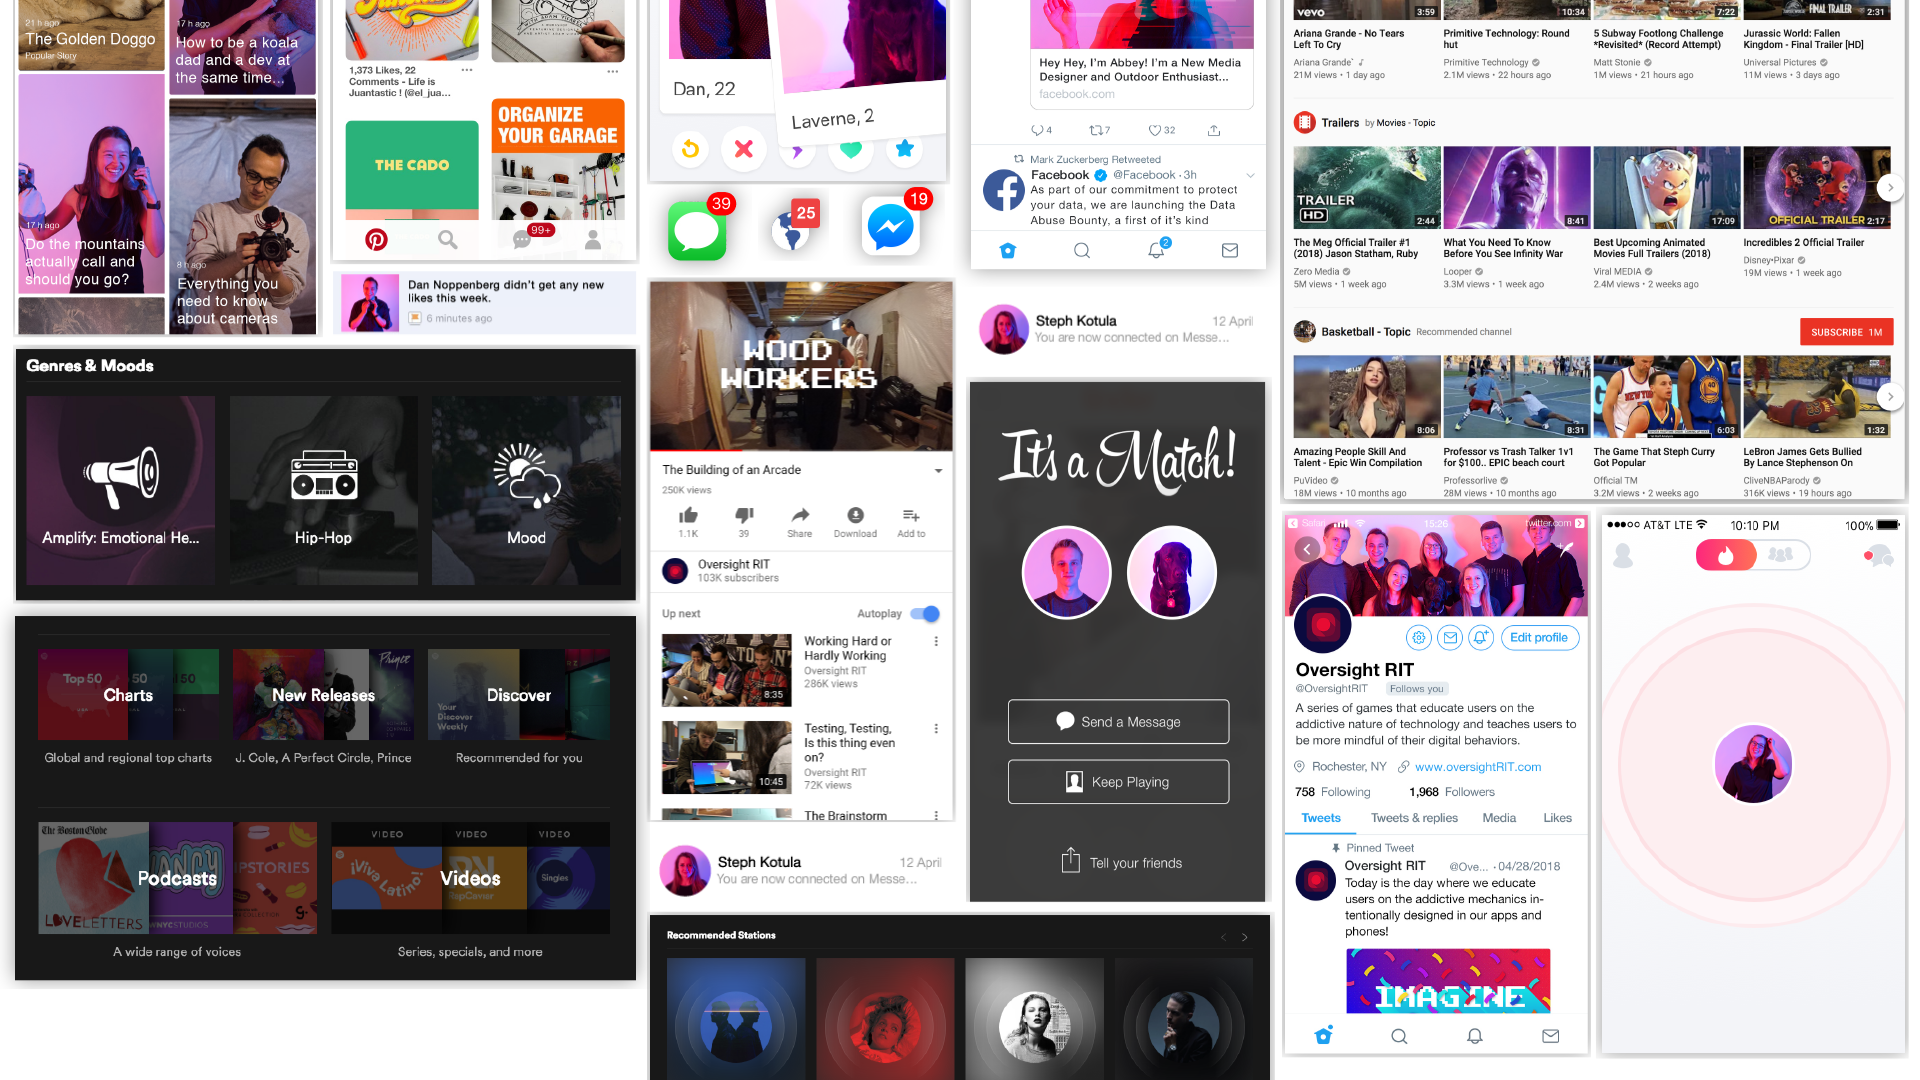 21 h ago
The Golden Doggo
Popular Story
17 h ago
How to be a koala
dad and a dev at
the same time...
17 h ago
Do the mountains
actually call and
should you go?
8 h ago
Everything you
need to know
about cameras
1,373 Likes, 22
Comments - Life is
Juantastic ! (@el_jua...
THE CADO
ORGANIZE
YOUR GARAGE
99+
Dan Noppenberg didn't get any new
likes this week.
6 minutes ago
Genres & Moods
Amplify: Emotional He...
Hip-Hop
Mood
Top 50
50
50
Charts
Global and regional top charts
New Releases
Prince
J. Cole, A Perfect Circle, Prince
Your
Discover
Weekly
Discover
Recommended for you
The Boston Globe
LOVE LETTERS
WNYCSTUDIOS
Podcasts
A wide range of voices
VIDEO
VIDEO
VIDEO
¡Viva Latino!
Singles
Videos
Series, specials, and more
Dan, 22
Laverne, 2
39
25
19
WOOD
WORKERS
The Building of an Arcade
250K views
1.1K
39
Share
Download
Add to
Oversight RIT
103K subscribers
Up next
Autoplay
8:35
Working Hard or
Hardly Working
Oversight RIT
286K views
10:45
Testing, Testing,
Is this thing even
on?
Oversight RIT
72K views
The Brainstorm
Steph Kotula
12 April
You are now connected on Messe...
Recommended Stations
Hey Hey, I'm Abbey! I'm a New Media
Designer and Outdoor Enthusiast...
facebook.com
4
7
32
Mark Zuckerberg Retweeted
Facebook @Facebook · 3h
As part of our commitment to protect
your data, we are launching the Data
Abuse Bounty, a first of it's kind
2
Steph Kotula
12 April
You are now connected on Messe...
It's a Match!
Send a Message
Keep Playing
Tell your friends
vevo
3:59
10:34
7:22
FINAL TRAILER
2:31
Ariana Grande - No Tears
Left To Cry
Ariana Grande
21M views • 1 day ago
Primitive Technology: Round
hut
Primitive Technology
2.1M views • 22 hours ago
5 Subway Footlong Challenge
*Revisited* (Record Attempt)
Matt Stonie
1M views • 21 hours ago
Jurassic World: Fallen
Kingdom - Final Trailer [HD]
Universal Pictures
11M views • 3 days ago
Trailers by Movies - Topic
TRAILER
HD
2:44
8:41
17:09
OFFICIAL TRAILER
2:17
The Meg Official Trailer #1
(2018) Jason Statham, Ruby
Zero Media
5M views • 1 week ago
What You Need To Know
Before You See Infinity War
Looper
3.3M views • 1 week ago
Best Upcoming Animated
Movies Full Trailers (2018)
Viral MEDIA
2.4M views • 2 weeks ago
Incredibles 2 Official Trailer
Disney•Pixar
19M views • 1 week ago
Basketball - Topic Recommended channel
SUBSCRIBE 1M
8:06
8:31
6:03
1:32
Amazing People Skill And
Talent - Epic Win Compilation
PuVideo
18M views • 10 months ago
Professor vs Trash Talker 1v1
for $100.. EPIC beach court
Professorlive
28M views • 10 months ago
The Game That Steph Curry
Got Popular
Official TM
3.2M views • 2 weeks ago
LeBron James Gets Bullied
By Lance Stephenson On
CliveNBAParody
316K views • 19 hours ago
Safari
15:26
twitter.com
Edit profile
Oversight RIT
@OversightRIT Follows you
A series of games that educate users on the
addictive nature of technology and teaches users to
be more mindful of their digital behaviors.
Rochester, NY www.oversightRIT.com
758 Following 1,968 Followers
Tweets Tweets & replies Media Likes
Pinned Tweet
Oversight RIT @Ove... · 04/28/2018
Today is the day where we educate
users on the addictive mechanics in-
tentionally designed in our apps and
phones!
IMAGINE
AT&T LTE 10:10 PM 100%